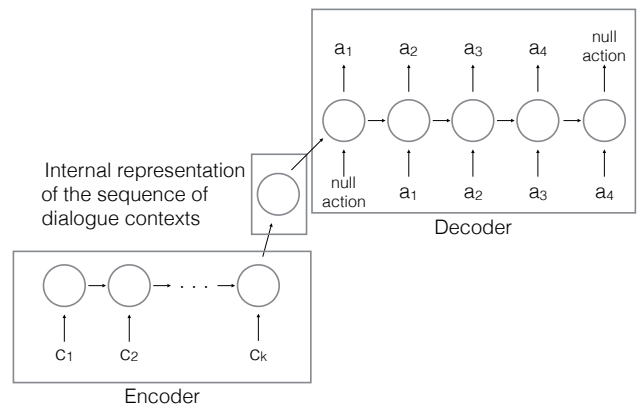 a1 a2 a3 a4 null action
null action a1 a2 a3 a4
Decoder
Internal representation
of the sequence of
dialogue contexts
. . .
c1 c2 ck
Encoder